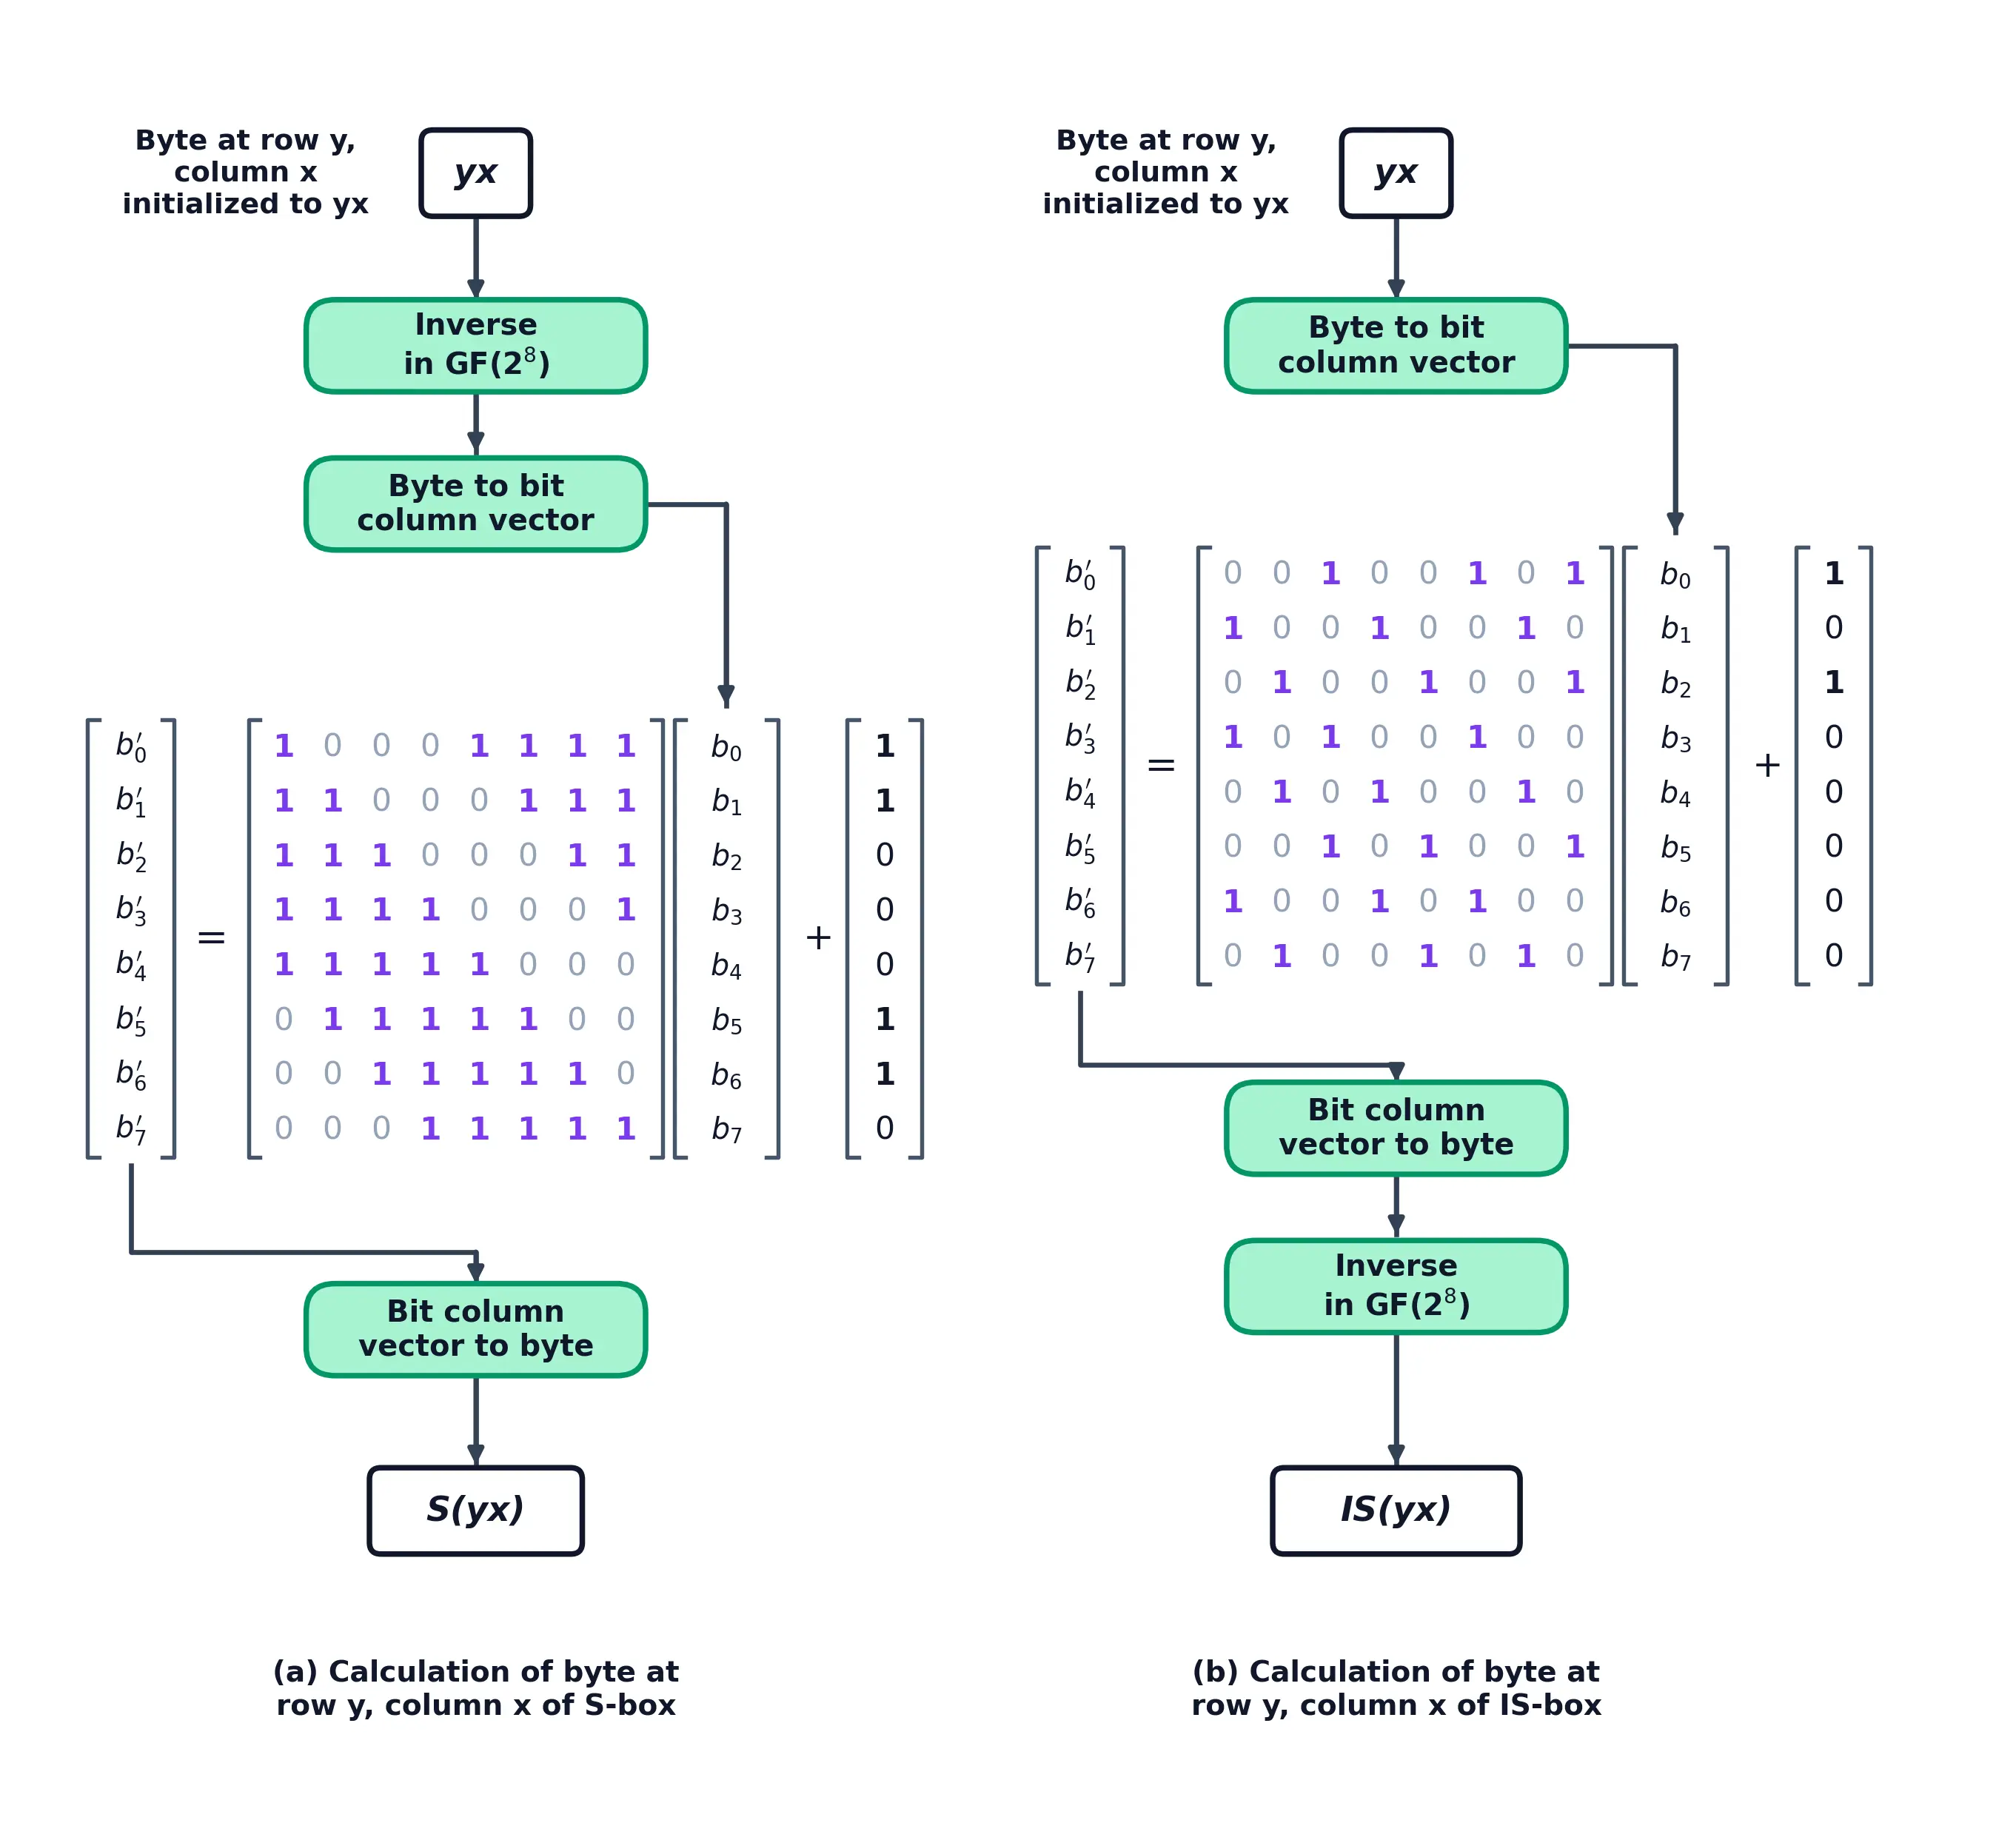 Byte at row y,
column x
initialized to yx
yx
Inverse
in GF(2⁸)
Byte to bit
column vector
b′₀ 1 0 0 0 1 1 1 1 b₀ 1
b′₁ 1 1 0 0 0 1 1 1 b₁ 1
b′₂ 1 1 1 0 0 0 1 1 b₂ 0
b′₃ 1 1 1 1 0 0 0 1 b₃ 0
= +
b′₄ 1 1 1 1 1 0 0 0 b₄ 0
b′₅ 0 1 1 1 1 1 0 0 b₅ 1
b′₆ 0 0 1 1 1 1 1 0 b₆ 1
b′₇ 0 0 0 1 1 1 1 1 b₇ 0
Bit column
vector to byte
S(yx)
(a) Calculation of byte at
row y, column x of S-box
Byte at row y,
column x
initialized to yx
yx
Byte to bit
column vector
b′₀ 0 0 1 0 0 1 0 1 b₀ 1
b′₁ 1 0 0 1 0 0 1 0 b₁ 0
b′₂ 0 1 0 0 1 0 0 1 b₂ 1
b′₃ 1 0 1 0 0 1 0 0 b₃ 0
= +
b′₄ 0 1 0 1 0 0 1 0 b₄ 0
b′₅ 0 0 1 0 1 0 0 1 b₅ 0
b′₆ 1 0 0 1 0 1 0 0 b₆ 0
b′₇ 0 1 0 0 1 0 1 0 b₇ 0
Bit column
vector to byte
Inverse
in GF(2⁸)
IS(yx)
(b) Calculation of byte at
row y, column x of IS-box